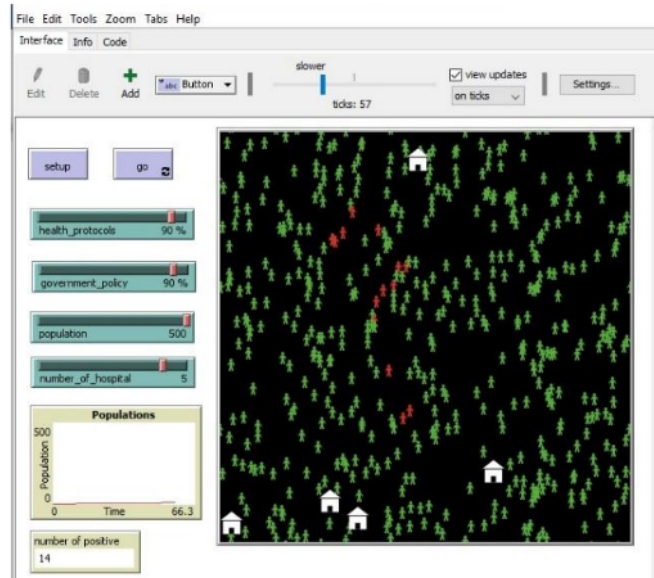 File Edit Tools Zoom Tabs Help
Interface Info Code
Edit Delete Add abc Button slower ticks: 57 view updates on ticks Settings...
setup go
health_protocols 90 %
government_policy 90 %
population 500
number_of_hospital 5
Populations
500
Population
0
0 Time 66.3
number of positive
14